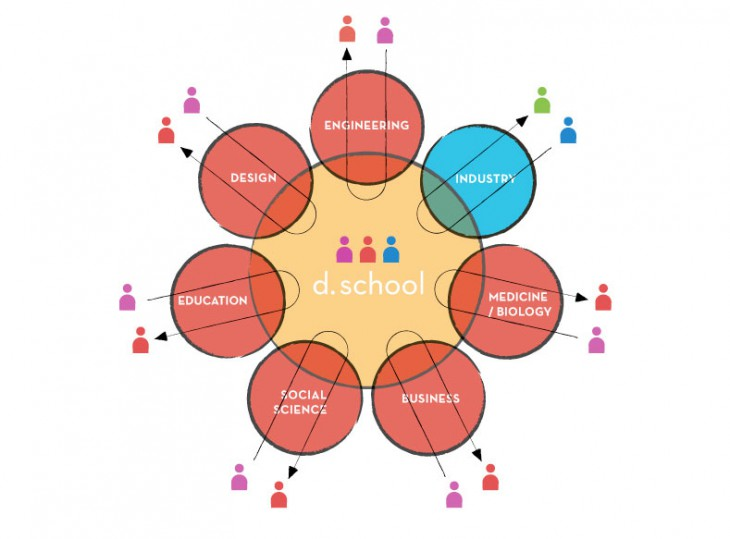 ENGINEERING
DESIGN
INDUSTRY
d.school
EDUCATION
MEDICINE
/ BIOLOGY
SOCIAL
SCIENCE
BUSINESS